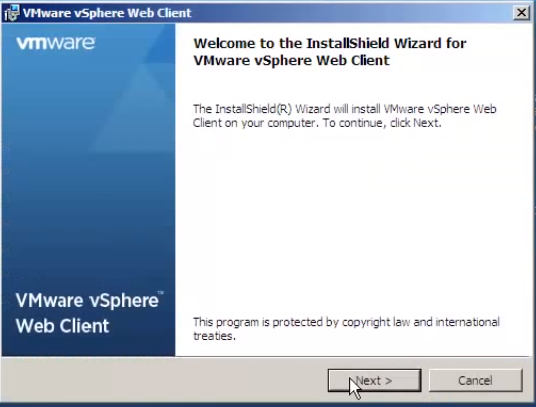 VMware vSphere Web Client
vmware
Welcome to the InstallShield Wizard for
VMware vSphere Web Client
The InstallShield(R) Wizard will install VMware vSphere Web
Client on your computer. To continue, click Next.
VMware vSphere™
Web Client
This program is protected by copyright law and international
treaties.
Next >
Cancel